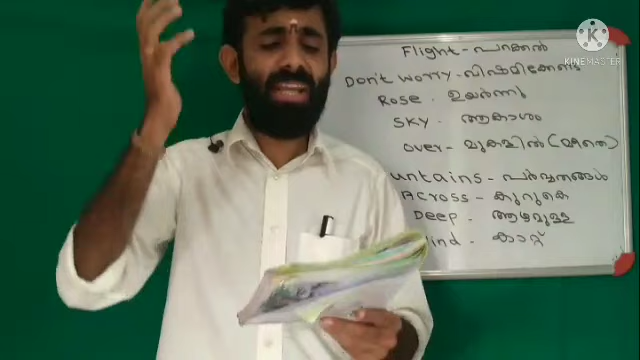 Flight - പറക്കൽ
Don't worry - വിഷമിക്കേണ്ട
Rose - ഉയർന്നു
SKY - ആകാശം
over - മുകളിൽ (മീതെ)
untains - പർവ്വതങ്ങൾ
Across - കുറുകെ
Deep - ആഴമുള്ള
ind - കാറ്റ്
KINEMASTER